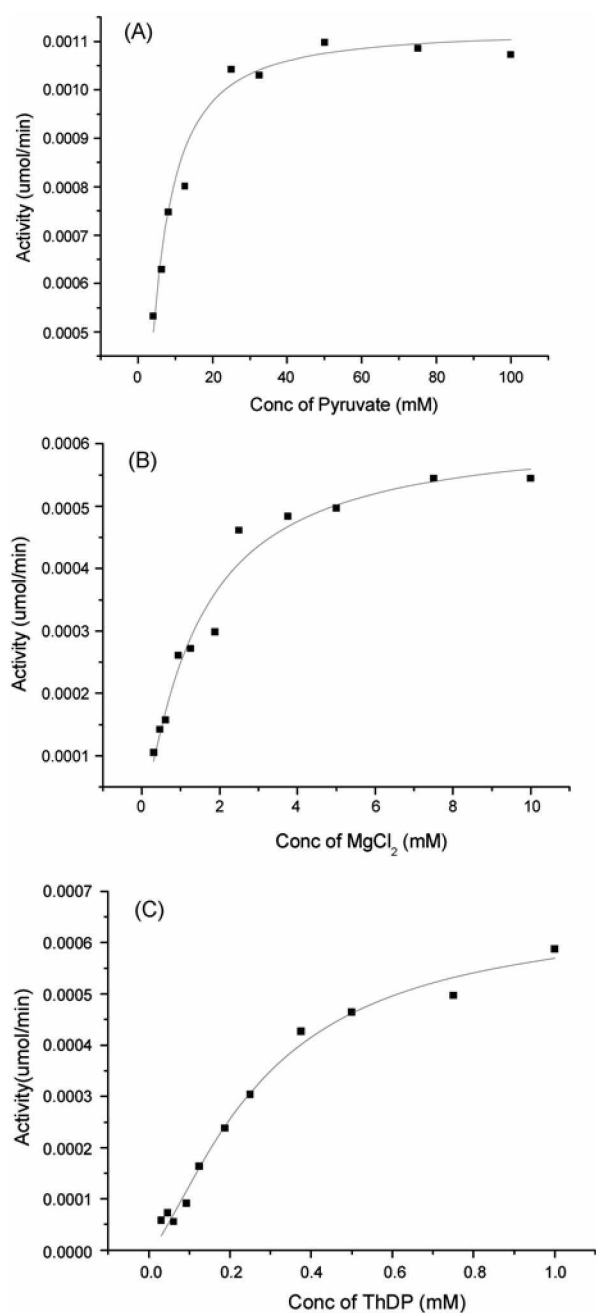 (A)
0.0011
0.0010
0.0009
0.0008
0.0007
0.0006
0.0005
Activity (umol/min)
0 20 40 60 80 100
Conc of Pyruvate (mM)
(B)
0.0006
0.0005
0.0004
0.0003
0.0002
0.0001
Activity (umol/min)
0 2 4 6 8 10
Conc of MgCl₂ (mM)
(C)
0.0007
0.0006
0.0005
0.0004
0.0003
0.0002
0.0001
0.0000
Activity(umol/min)
0.0 0.2 0.4 0.6 0.8 1.0
Conc of ThDP (mM)